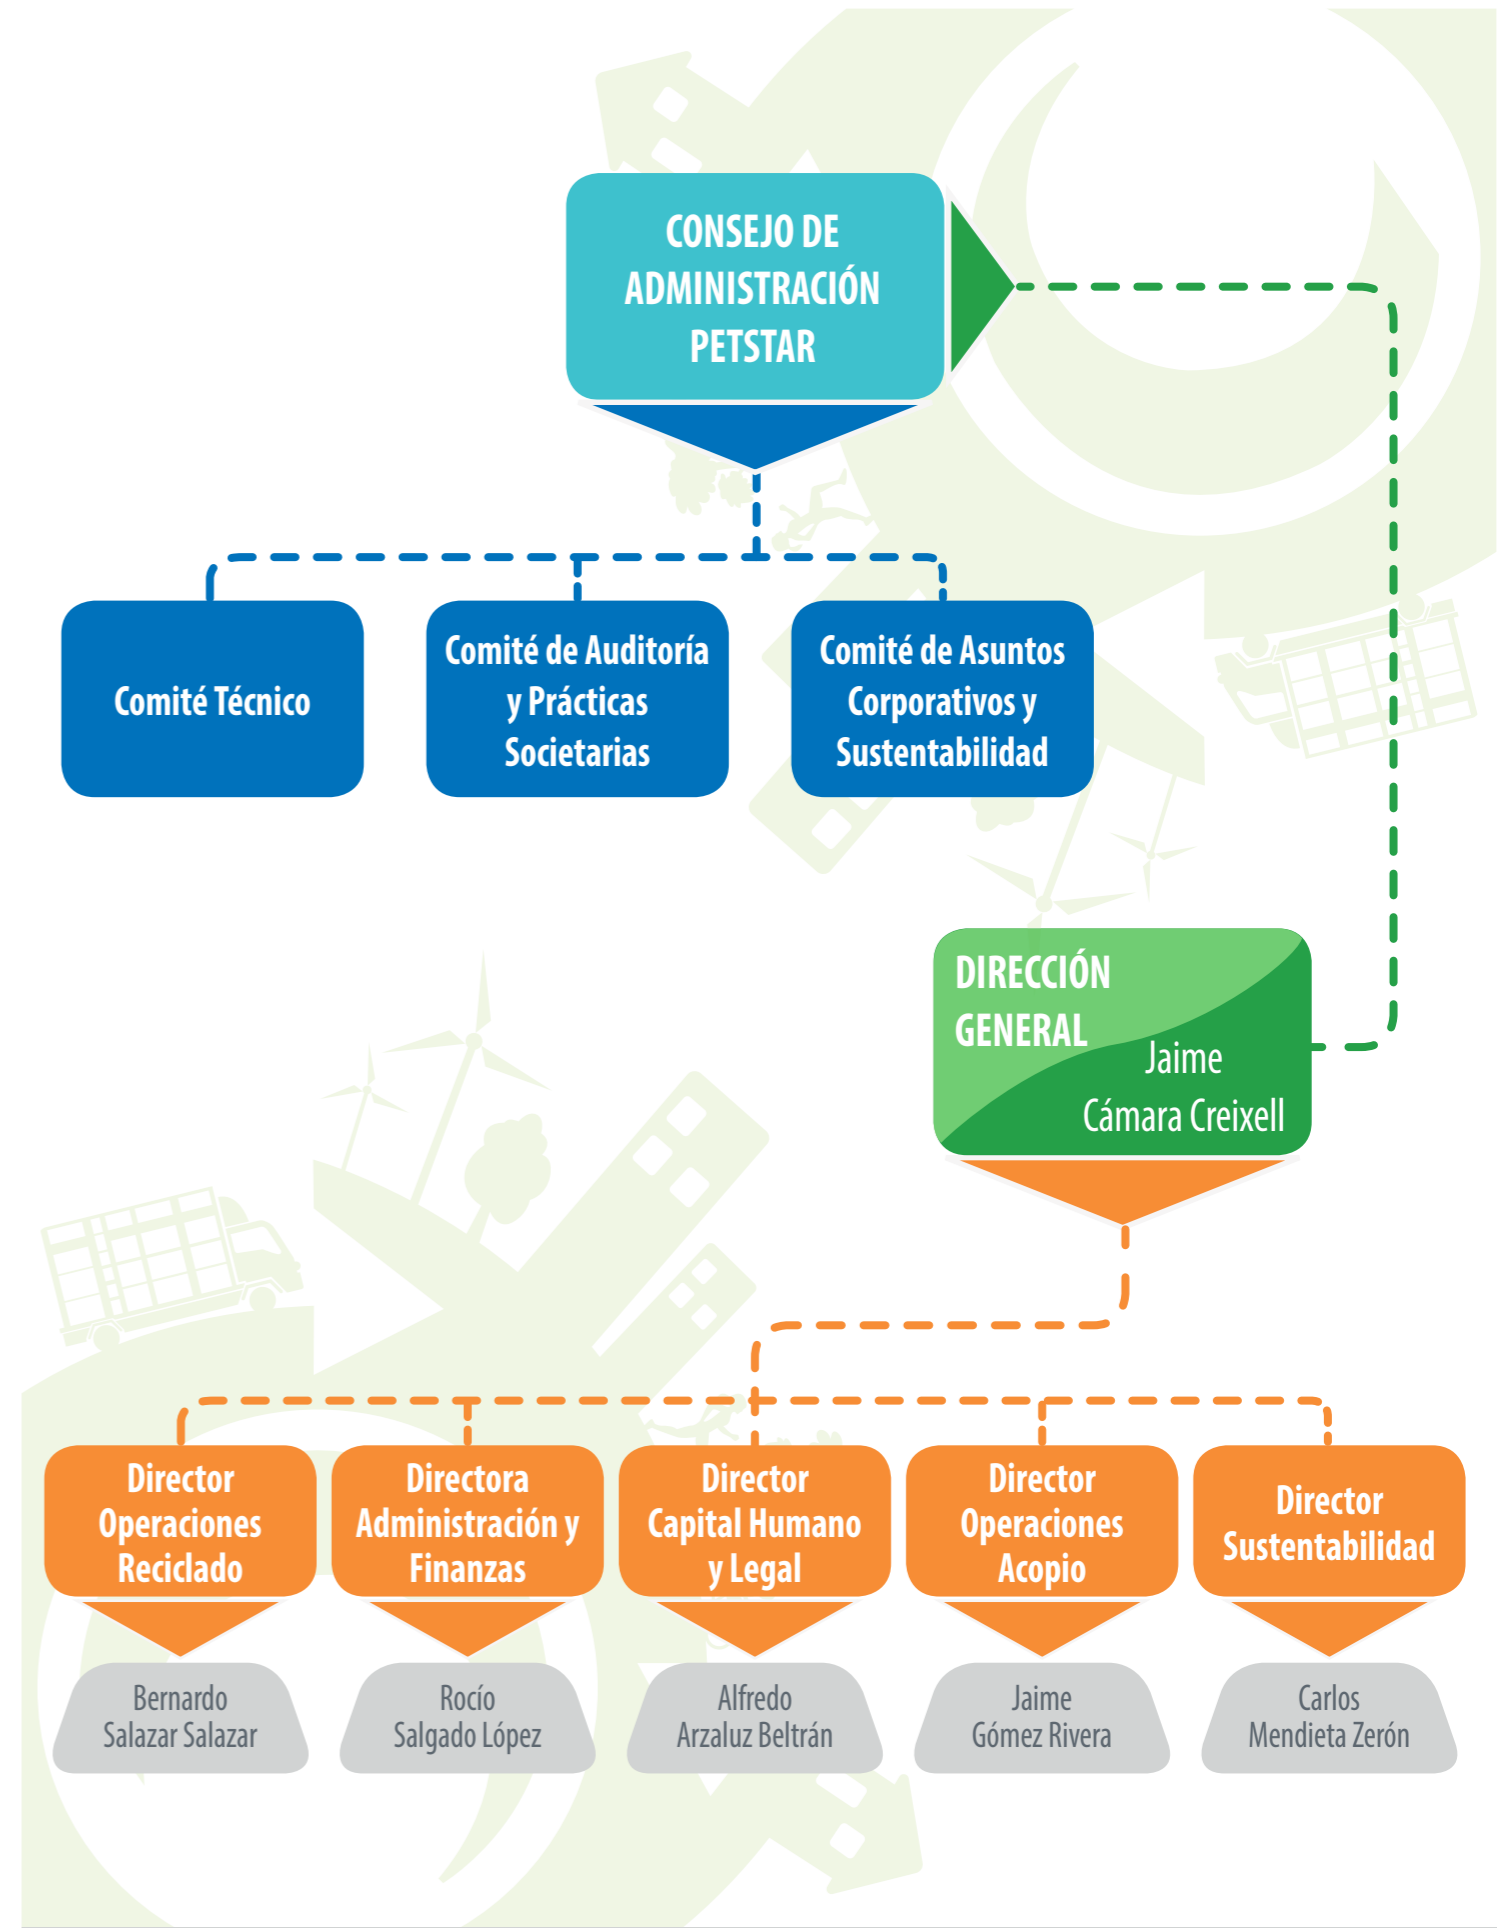 CONSEJO DE
ADMINISTRACIÓN
PETSTAR
Comité Técnico
Comité de Auditoría
y Prácticas
Societarias
Comité de Asuntos
Corporativos y
Sustentabilidad
DIRECCIÓN
GENERAL
Jaime
Cámara Creixell
Director
Operaciones
Reciclado
Directora
Administración y
Finanzas
Director
Capital Humano
y Legal
Director
Operaciones
Acopio
Director
Sustentabilidad
Bernardo
Salazar Salazar
Rocío
Salgado López
Alfredo
Arzaluz Beltrán
Jaime
Gómez Rivera
Carlos
Mendieta Zerón